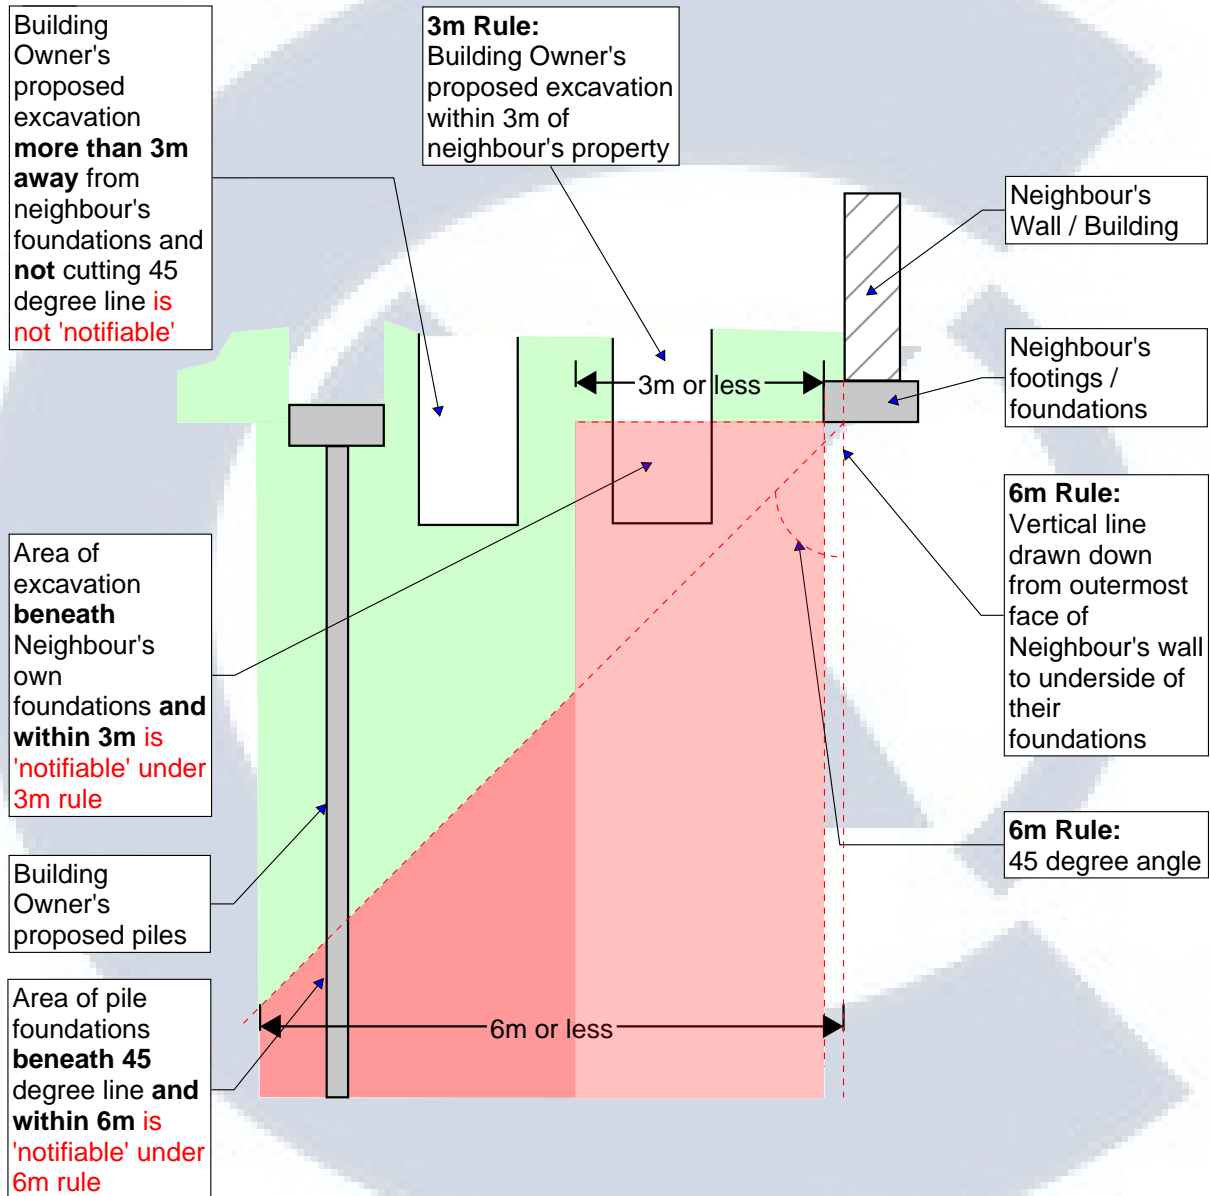 Building
Owner's
proposed
excavation
more than 3m
away from
neighbour's
foundations and
not cutting 45
degree line is
not 'notifiable'
3m Rule:
Building Owner's
proposed excavation
within 3m of
neighbour's property
Neighbour's
Wall / Building
Neighbour's
footings /
foundations
3m or less
6m Rule:
Vertical line
drawn down
from outermost
face of
Neighbour's wall
to underside of
their
foundations
Area of
excavation
beneath
Neighbour's
own
foundations and
within 3m is
'notifiable' under
3m rule
6m Rule:
45 degree angle
Building
Owner's
proposed piles
Area of pile
foundations
beneath 45
degree line and
within 6m is
'notifiable' under
6m rule
6m or less